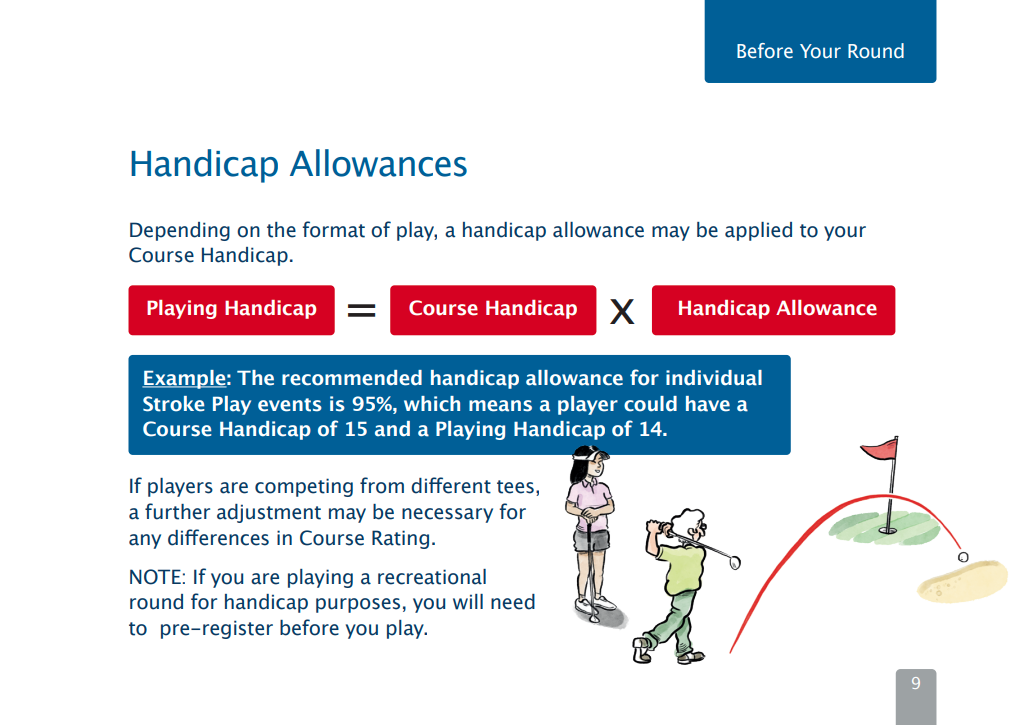 Before Your Round
Handicap Allowances
Depending on the format of play, a handicap allowance may be applied to your
Course Handicap.
Playing Handicap = Course Handicap x Handicap Allowance
Example: The recommended handicap allowance for individual
Stroke Play events is 95%, which means a player could have a
Course Handicap of 15 and a Playing Handicap of 14.
If players are competing from different tees,
a further adjustment may be necessary for
any differences in Course Rating.
NOTE: If you are playing a recreational
round for handicap purposes, you will need
to  pre-register before you play.
9